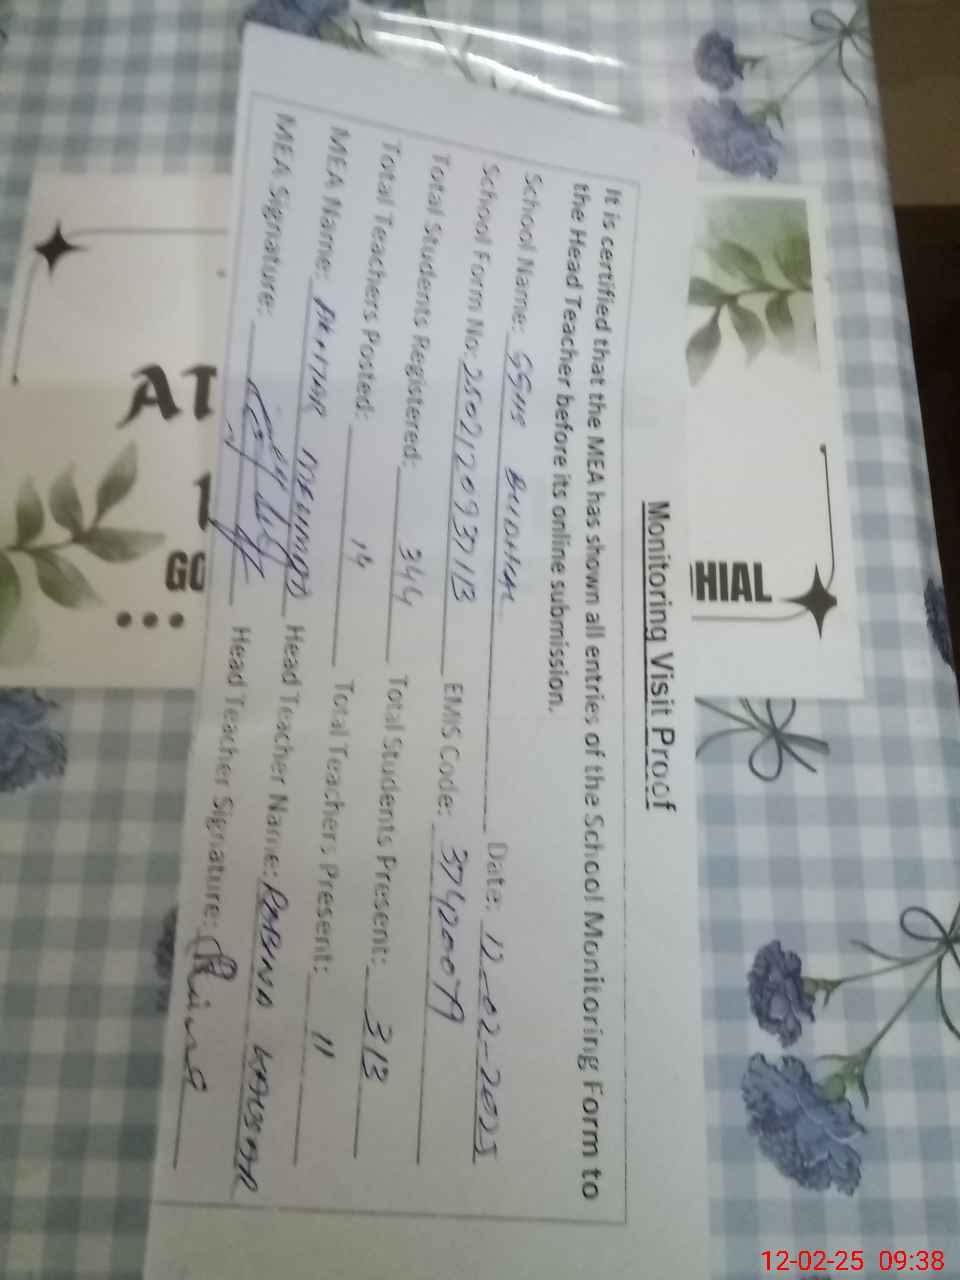 Monitoring Visit Proof
It is certified that the MEA has shown all entries of the School Monitoring Form to
the Head Teacher before its online submission.
School Name: GGHS Date: 12-02-2025
School Form No: EMIS Code: 37420079
Total Students Registered: 344 Total Students Present: 313
Total Teachers Posted: 14 Total Teachers Present: 11
MEA Name: Head Teacher Name: RABINA KAUSAR
MEA Signature: Head Teacher Signature:
HIAL
AT
GO
12-02-25 09:38